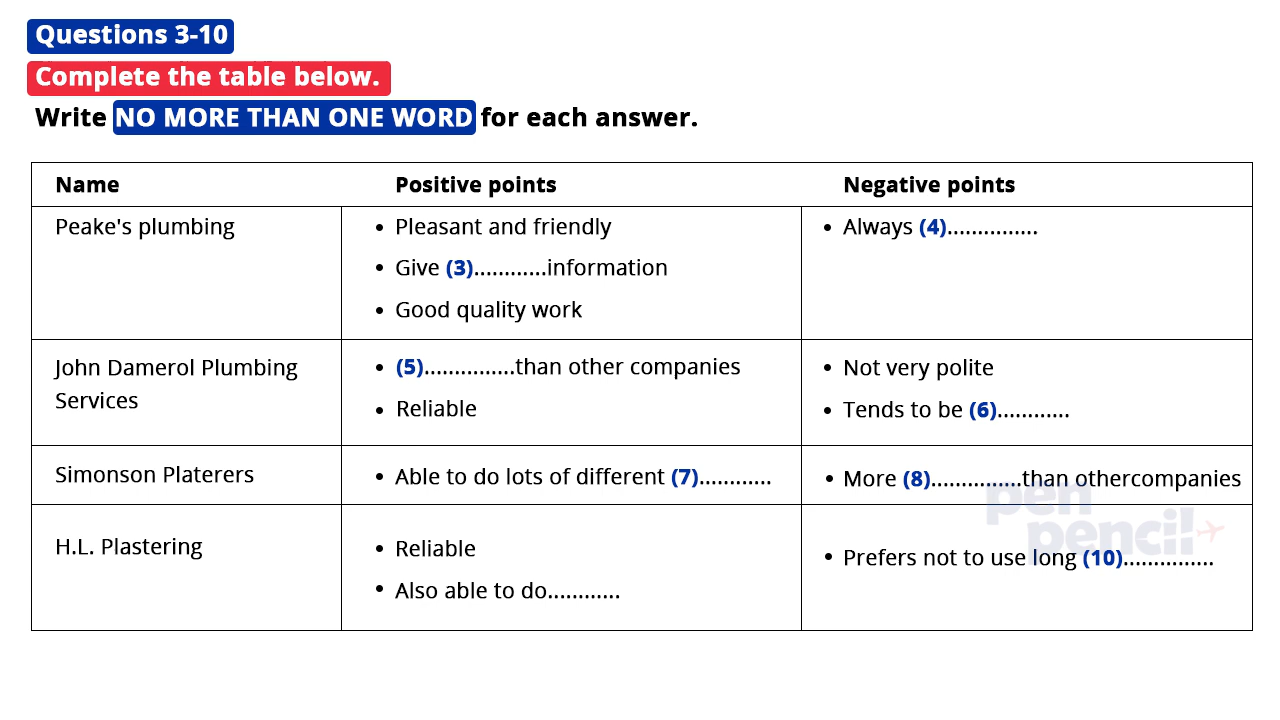 Questions 3-10
Complete the table below.
Write NO MORE THAN ONE WORD for each answer.
Name Positive points Negative points
Peake's plumbing
• Pleasant and friendly
• Give (3)............information
• Good quality work
• Always (4)...............
John Damerol Plumbing
Services
• (5)...............than other companies
• Reliable
• Not very polite
• Tends to be (6)............
Simonson Platerers
• Able to do lots of different (7)............
• More (8)...............than othercompanies
H.L. Plastering
• Reliable
• Also able to do............
• Prefers not to use long (10)...............
pen
pencil